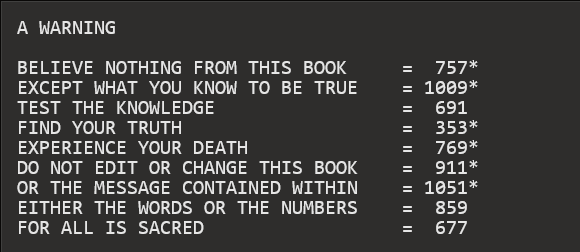 A WARNING
BELIEVE NOTHING FROM THIS BOOK = 757*
EXCEPT WHAT YOU KNOW TO BE TRUE = 1009*
TEST THE KNOWLEDGE = 691
FIND YOUR TRUTH = 353*
EXPERIENCE YOUR DEATH = 769*
DO NOT EDIT OR CHANGE THIS BOOK = 911*
OR THE MESSAGE CONTAINED WITHIN = 1051*
EITHER THE WORDS OR THE NUMBERS = 859
FOR ALL IS SACRED = 677